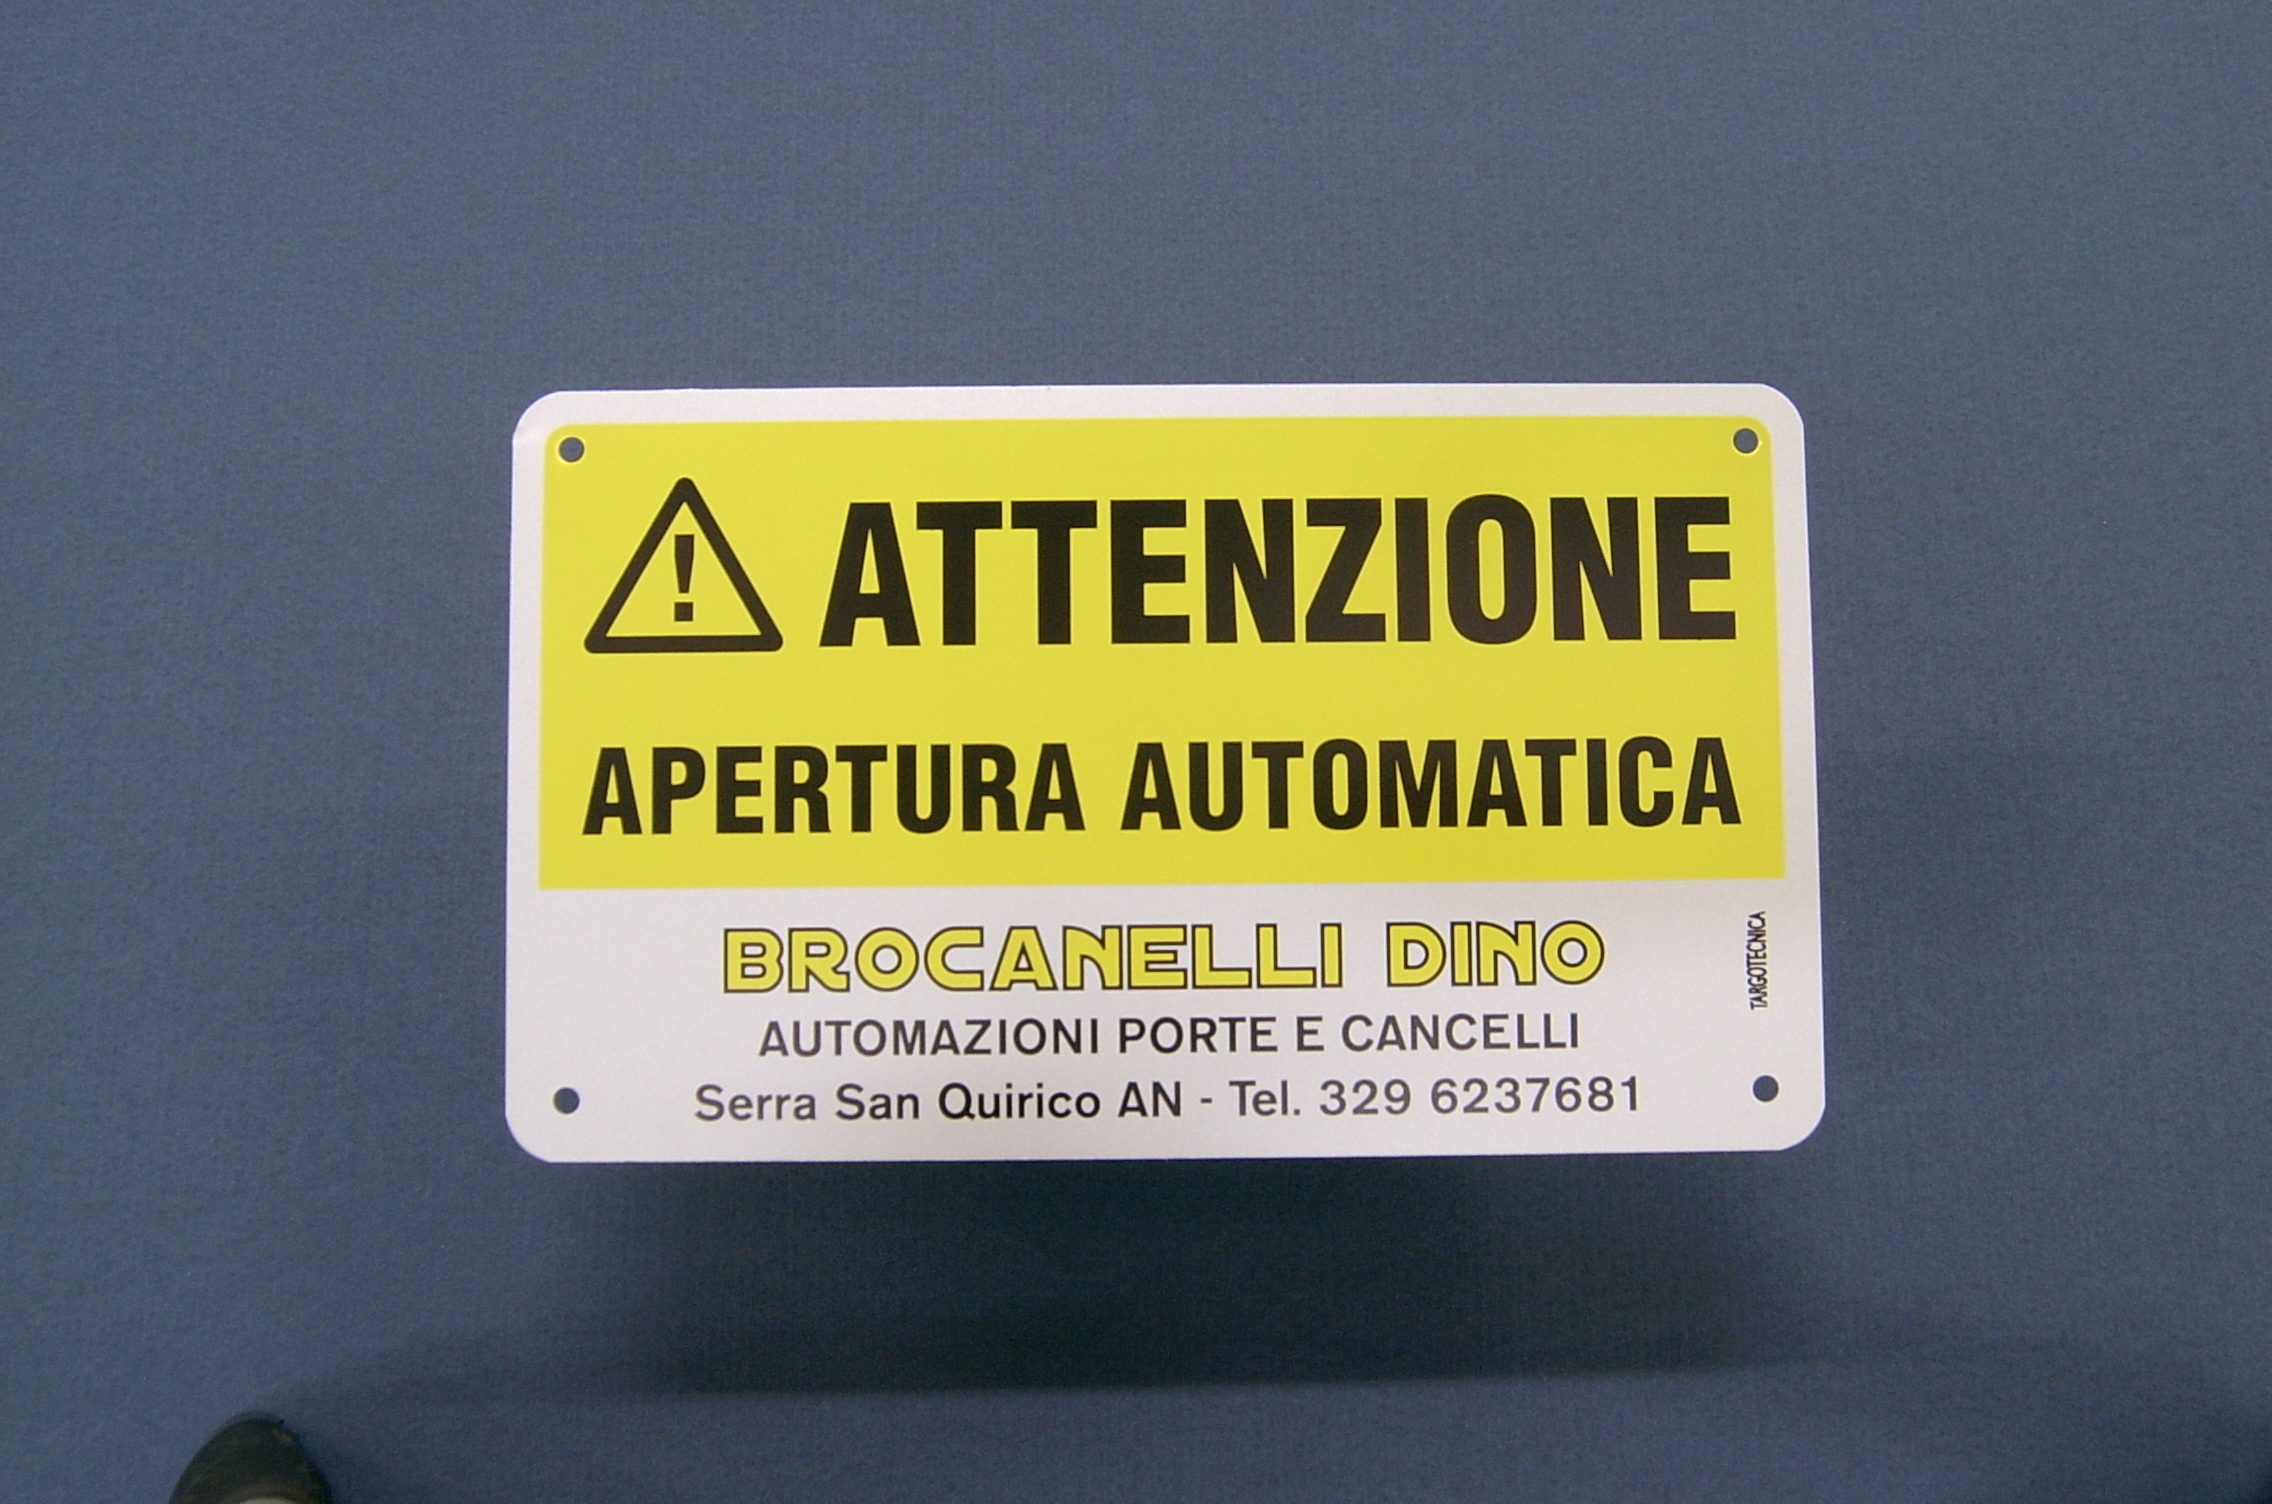 ATTENZIONE
APERTURA AUTOMATICA
BROCANELLI DINO
AUTOMAZIONI PORTE E CANCELLI
Serra San Quirico AN - Tel. 329 6237681
TARGOTECNICA